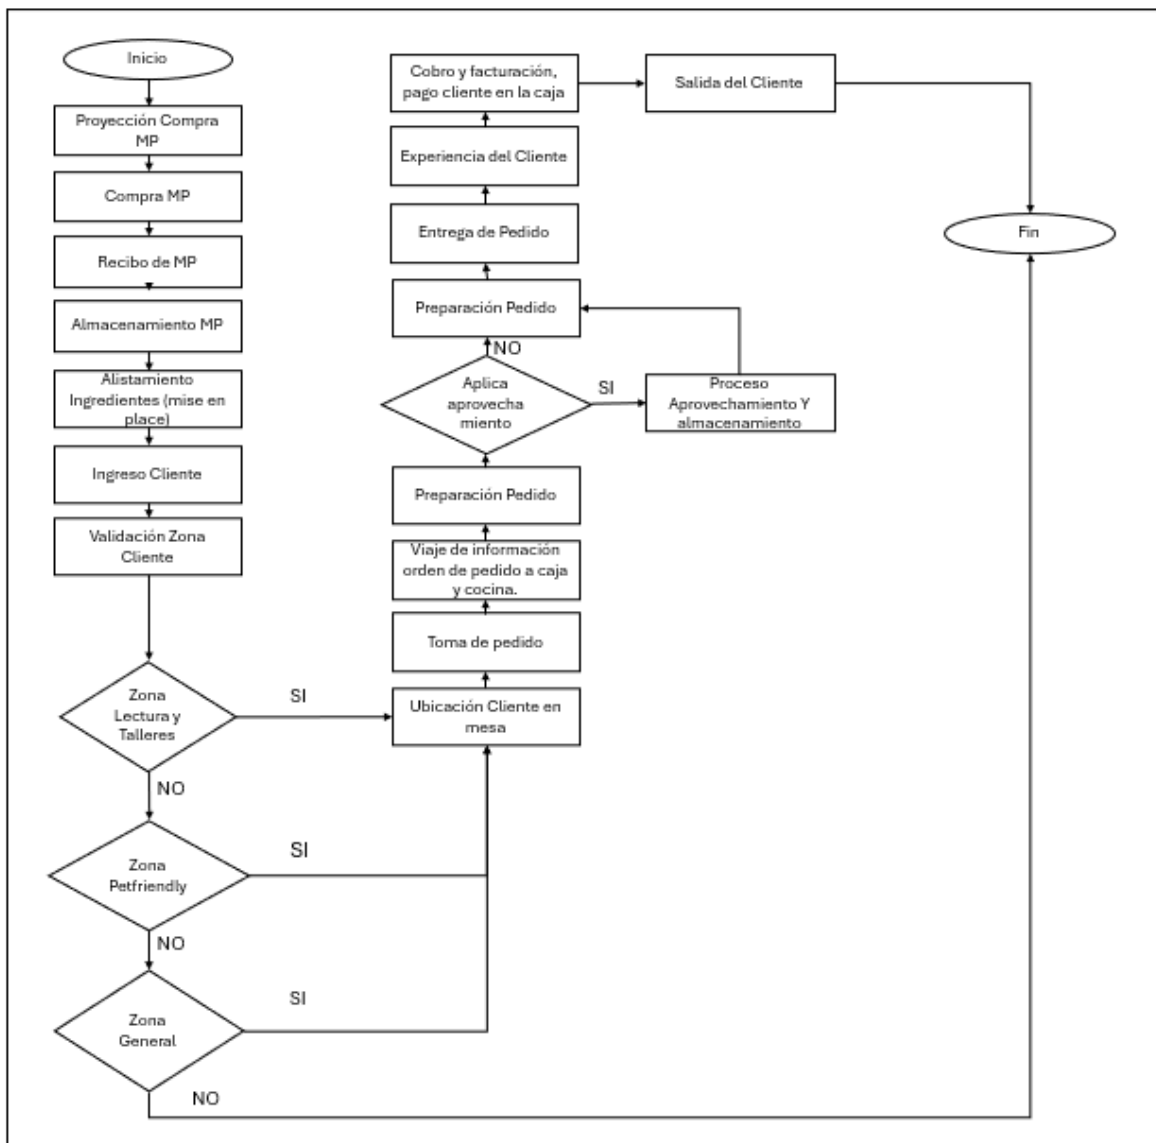 Inicio
Proyección Compra
MP
Compra MP
Recibo de MP
Almacenamiento MP
Alistamiento
Ingredientes (mise en
place)
Ingreso Cliente
Validación Zona
Cliente
Zona
Lectura y
Talleres
SI
NO
Zona
Petfriendly
SI
NO
Zona
General
SI
NO
Ubicación Cliente en
mesa
Toma de pedido
Viaje de información
orden de pedido a caja
y cocina.
Preparación Pedido
Aplica
aprovecha
miento
SI
Proceso
Aprovechamiento Y
almacenamiento
NO
Preparación Pedido
Entrega de Pedido
Experiencia del Cliente
Cobro y facturación,
pago cliente en la caja
Salida del Cliente
Fin